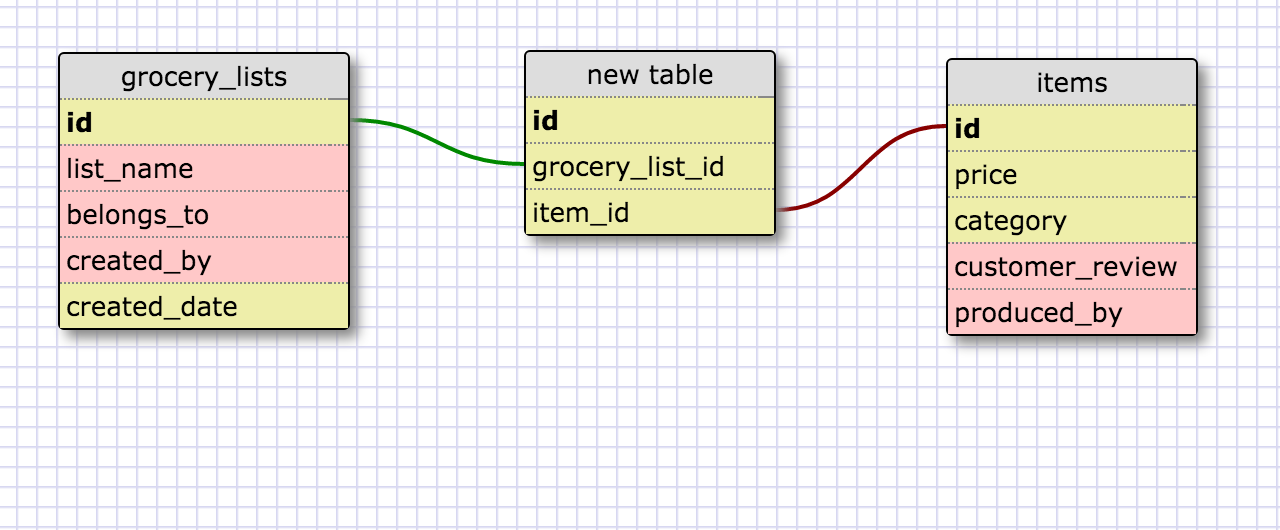 grocery_lists
id
list_name
belongs_to
created_by
created_date
new table
id
grocery_list_id
item_id
items
id
price
category
customer_review
produced_by